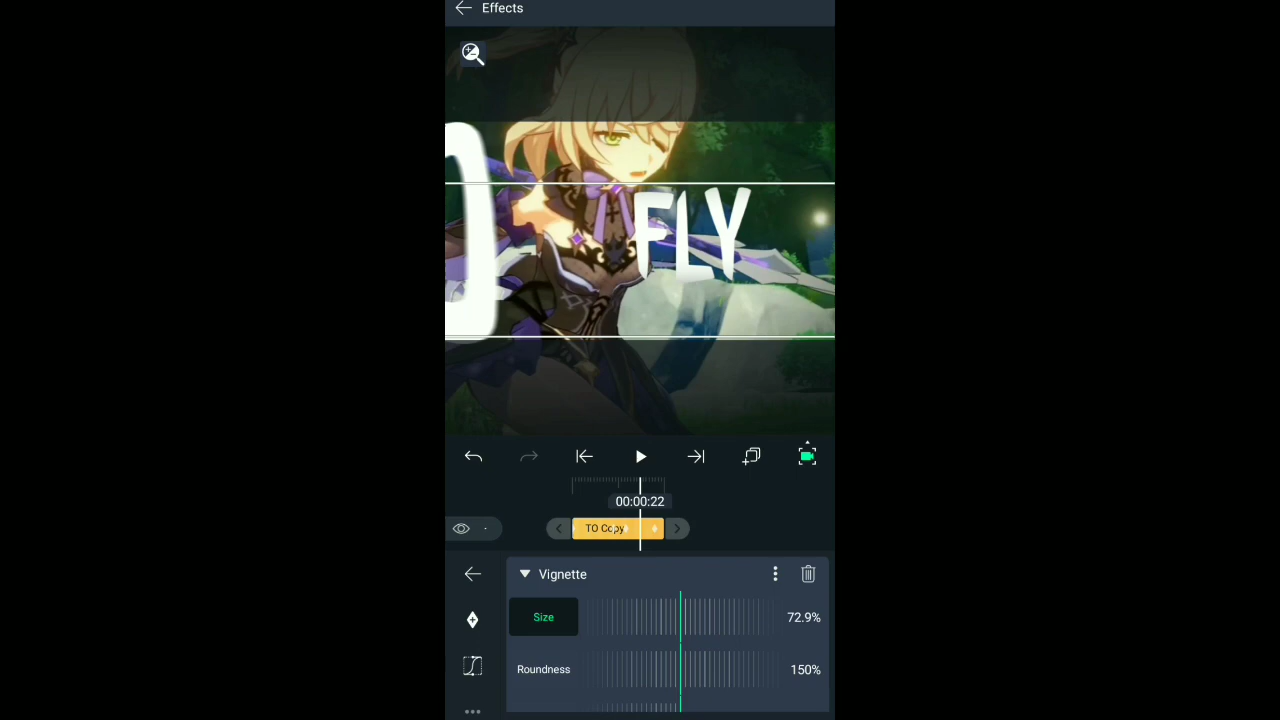 Effects
O FLY
00:00:22
TO Copy
Vignette
Size 72.9%
Roundness 150%